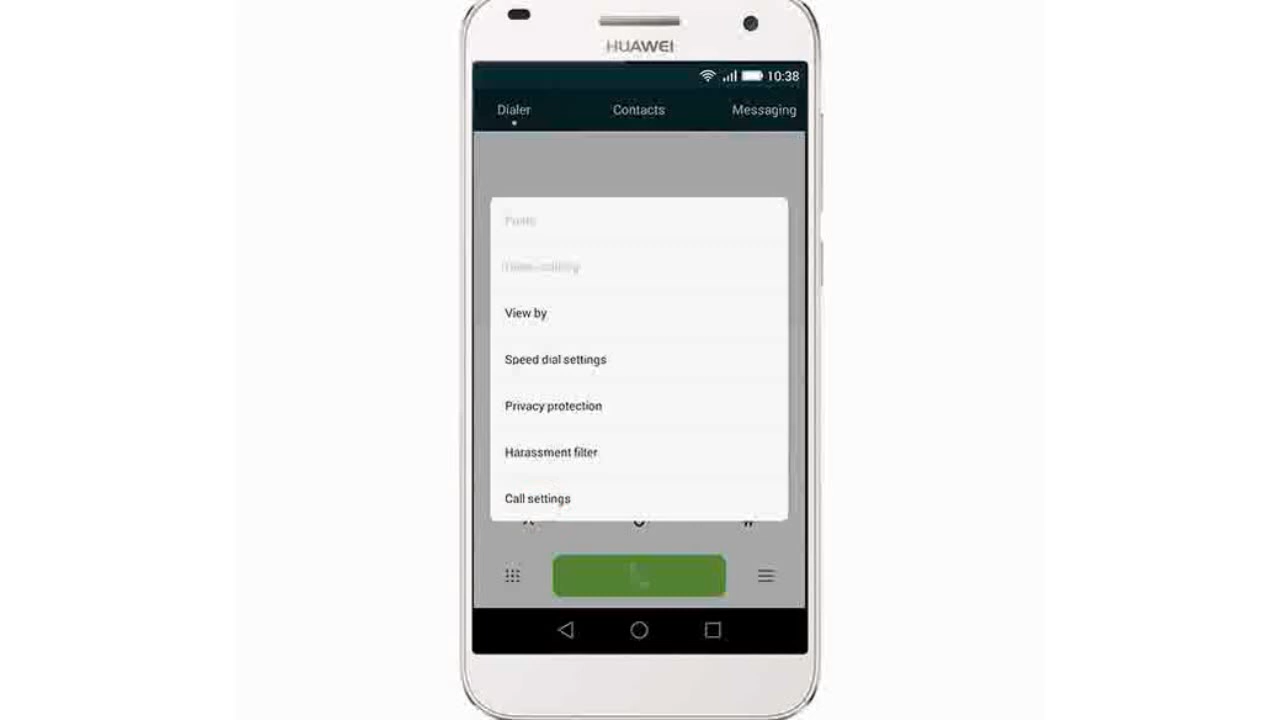 HUAWEI
10:38
Dialer Contacts Messaging
View by
Speed dial settings
Privacy protection
Harassment filter
Call settings